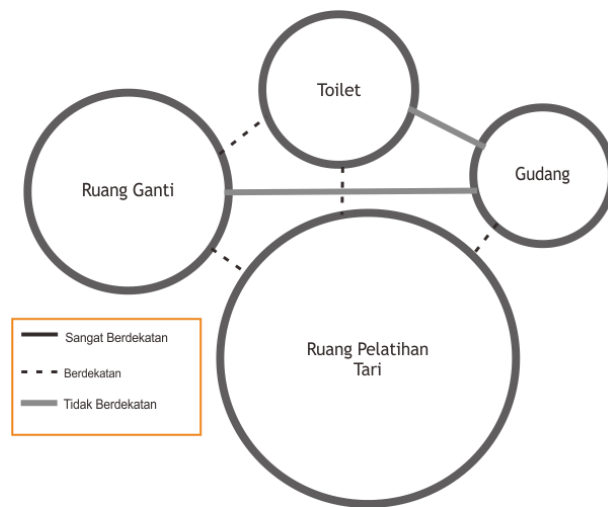 Toilet
Gudang
Ruang Ganti
Ruang Pelatihan
Tari
Sangat Berdekatan
Berdekatan
Tidak Berdekatan